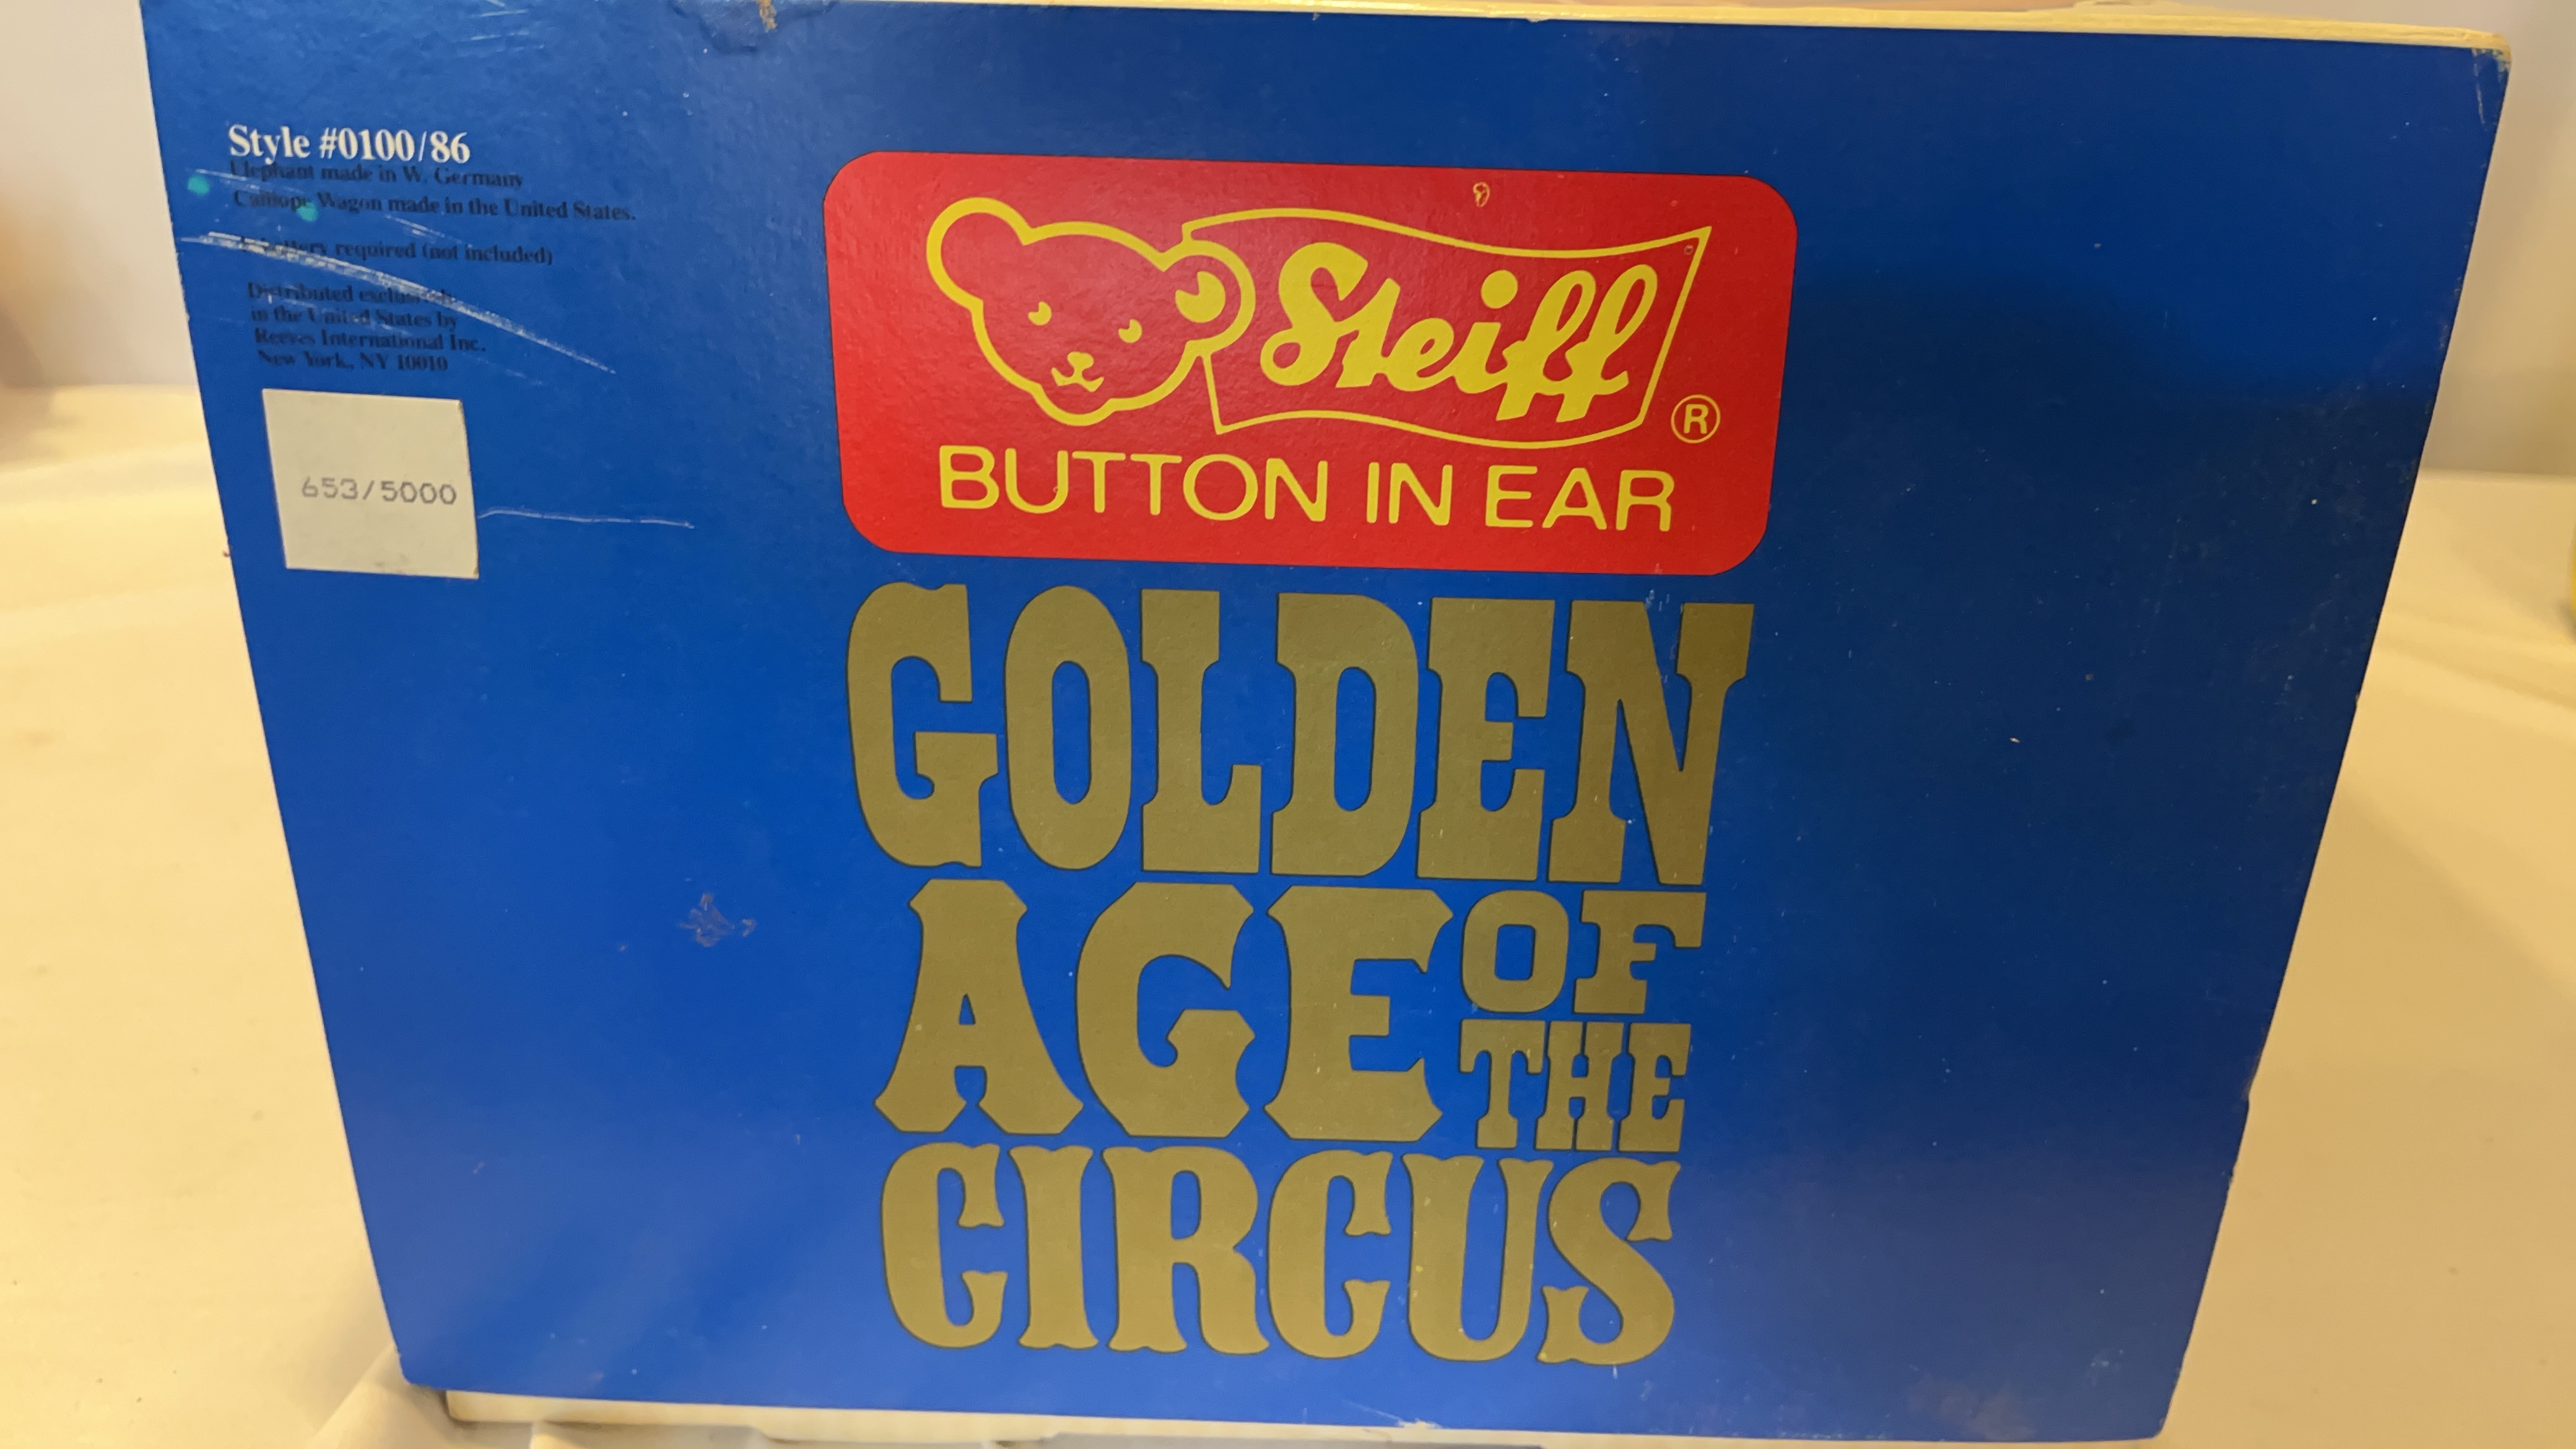 Style #0100/86
Elephant made in W. Germany
Calliope Wagon made in the United States.
required (not included)
Distributed exclusively
in the United States by
Reeves International Inc.
New York, NY 10010
653/5000
Steiff
®
BUTTON IN EAR
GOLDEN
AGE OF
THE
CIRCUS